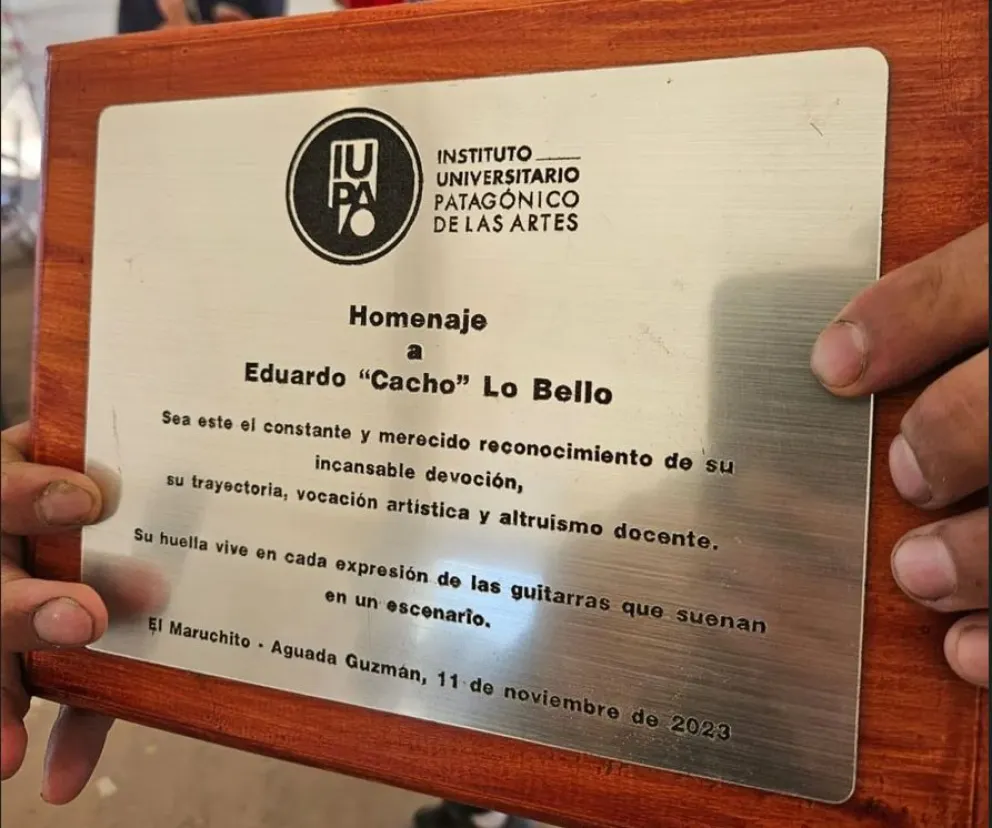 IU
PA
INSTITUTO
UNIVERSITARIO
PATAGÓNICO
DE LAS ARTES
Homenaje
a
Eduardo “Cacho” Lo Bello
Sea este el constante y merecido reconocimiento de su
incansable devoción,
su trayectoria, vocación artística y altruismo docente.
Su huella vive en cada expresión de las guitarras que suenan
en un escenario.
El Maruchito · Aguada Guzmán, 11 de noviembre de 2023